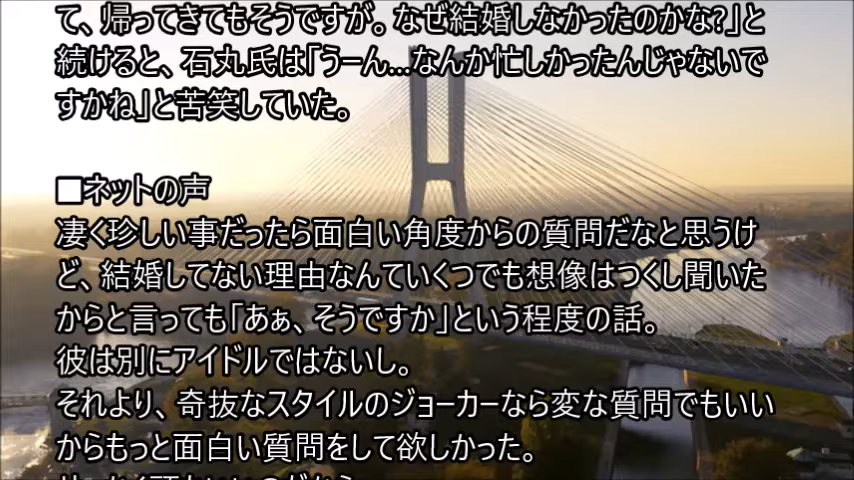 て、帰ってきてもそうですが。なぜ結婚しなかったのかな?」と
続けると、石丸氏は「うーん...なんか忙しかったんじゃないで
すかね」と苦笑していた。
■ネットの声
凄く珍しい事だったら面白い角度からの質問だなと思うけ
ど、結婚してない理由なんていくつでも想像はつくし聞いた
からと言っても「あぁ、そうですか」という程度の話。
彼は別にアイドルではないし。
それより、奇抜なスタイルのジョーカーなら変な質問でもいい
からもっと面白い質問をして欲しかった。